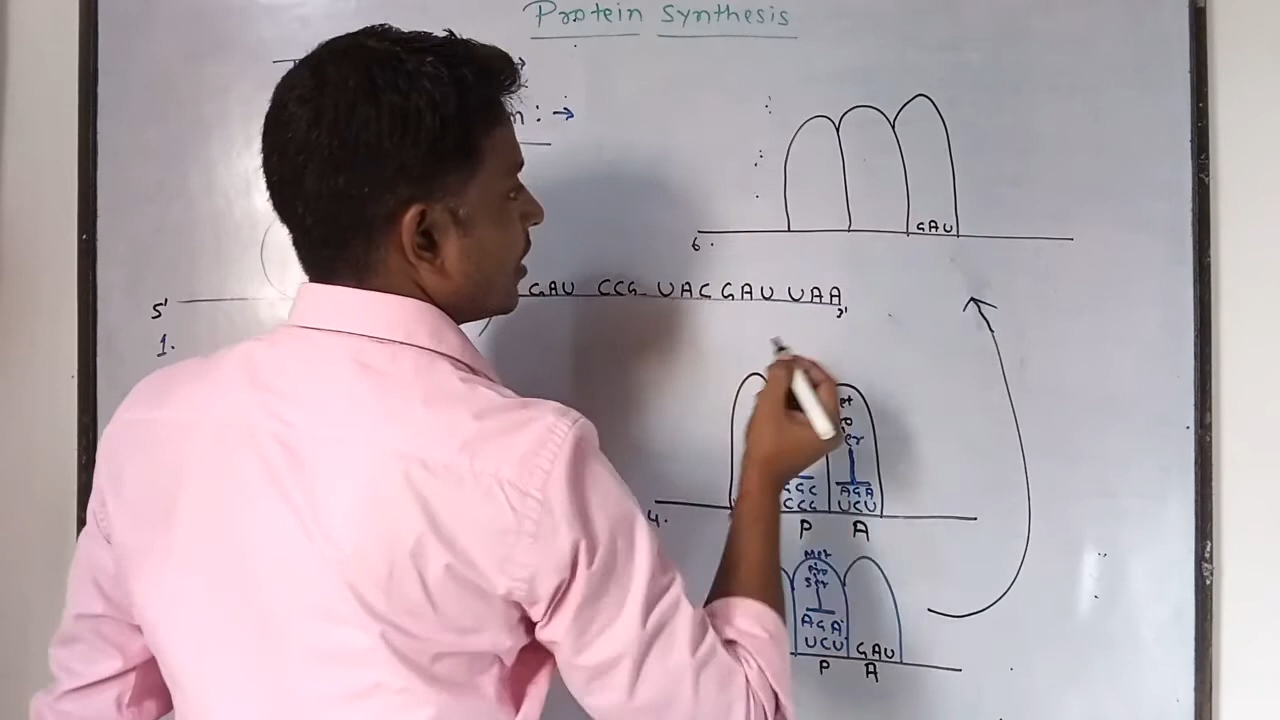 Protein Synthesis
n : →
GAU
6.
5' GAU CCG UAC GAU UAA 3'
1.
GGC AGA
CCG UCU
4.
P A
Met
Pro
Ser
AGA
UCU GAU
P A